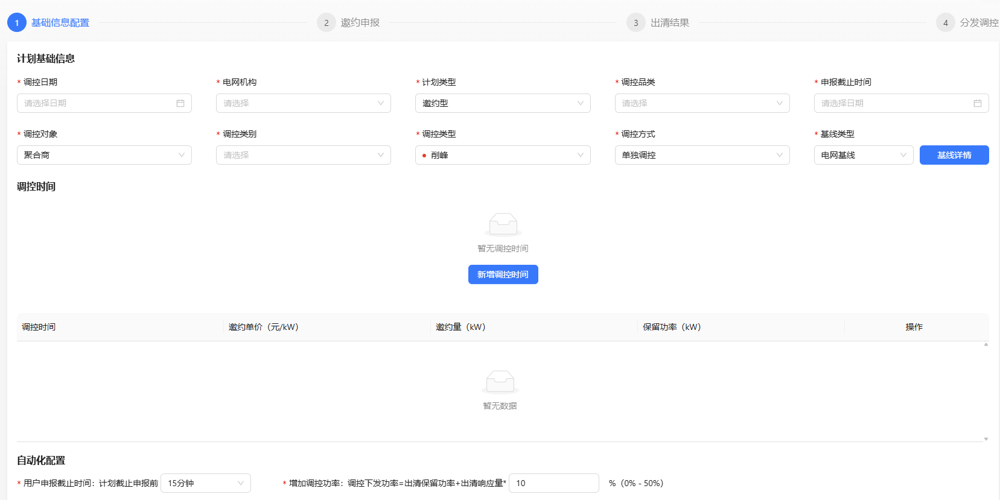 1 基础信息配置 2 邀约申报 3 出清结果 4 分发调控
计划基础信息
* 调控日期 * 电网机构 * 计划类型 * 调控品类 * 申报截止时间
请选择日期 请选择 邀约型 请选择 请选择日期
* 调控对象 * 调控类别 * 调控类型 * 调控方式 * 基线类型
聚合商 请选择 削峰 单独调控 电网基线 基线详情
调控时间
暂无调控时间
新增调控时间
调控时间 邀约单价（元/kW） 邀约量（kW） 保留功率（kW） 操作
暂无数据
自动化配置
* 用户申报截止时间：计划截止申报前 15分钟 * 增加调控功率：调控下发功率=出清保留功率+出清响应量* 10 %（0% - 50%）